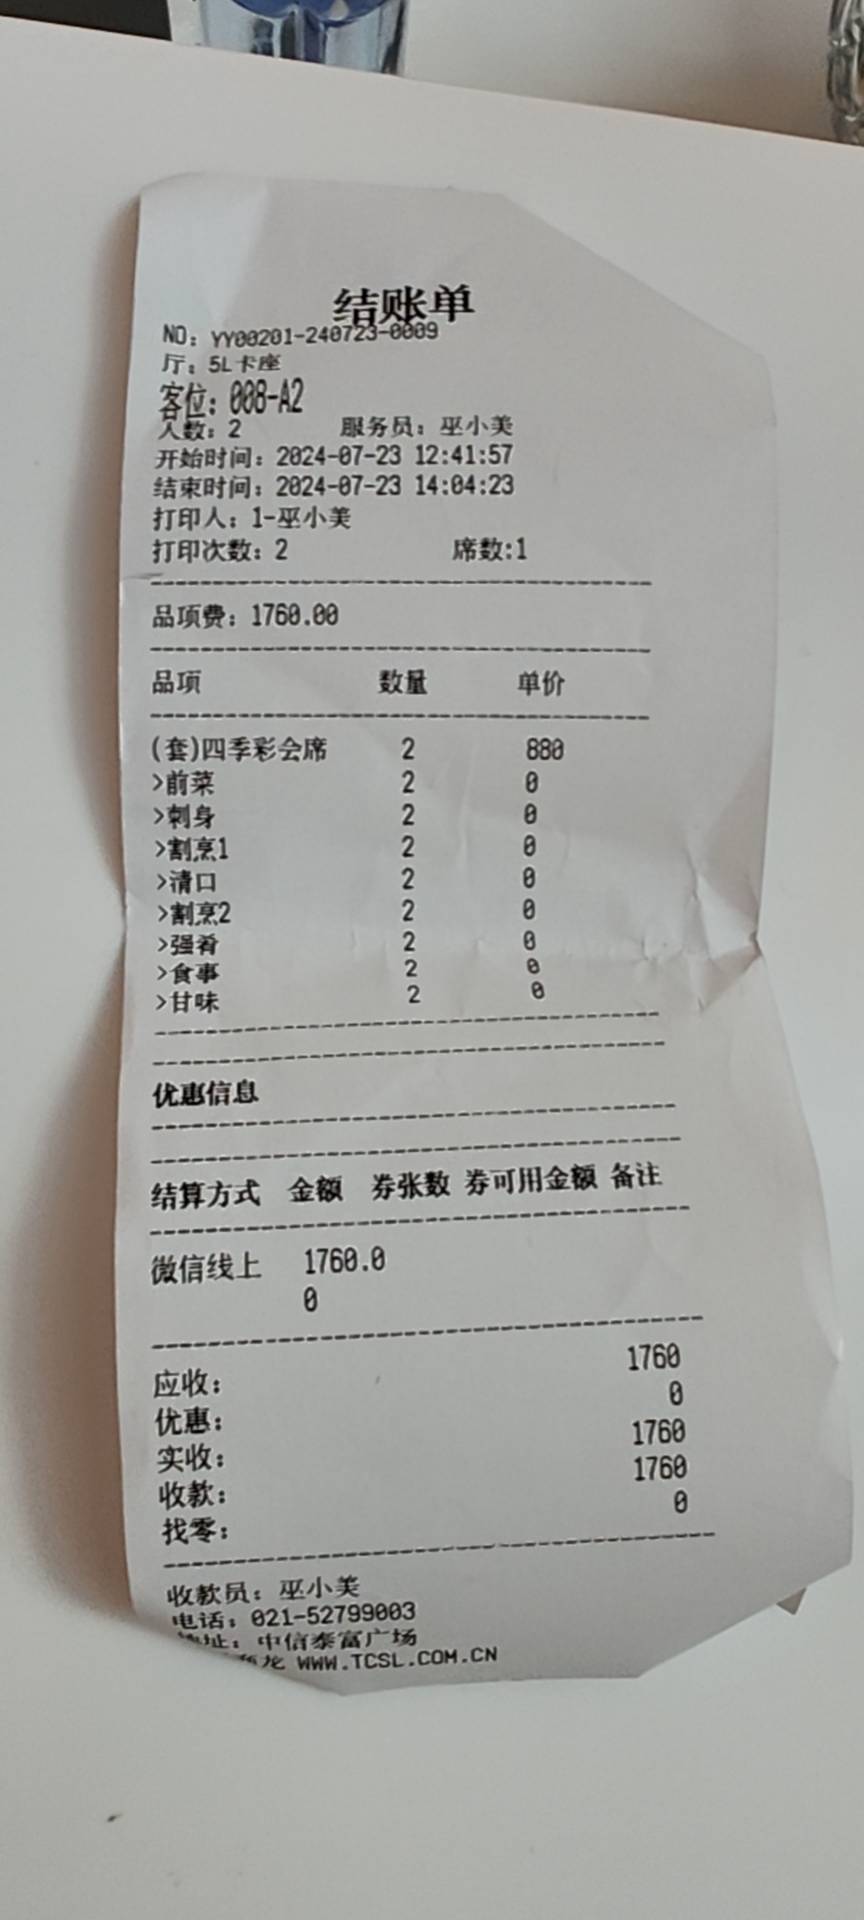 结账单
NO: YY00201-240723-0009
厅: 5L卡座
客位: 008-A2
人数: 2 服务员: 巫小美
开始时间: 2024-07-23 12:41:57
结束时间: 2024-07-23 14:04:23
打印人: 1-巫小美
打印次数: 2 席数:1
品项费: 1760.00
品项 数量 单价
(套)四季彩会席 2 880
>前菜 2 0
>刺身 2 0
>割烹1 2 0
>清口 2 0
>割烹2 2 0
>强肴 2 0
>食事 2 0
>甘味 2 0
优惠信息
结算方式 金额 券张数 券可用金额 备注
微信线上 1760.0
0
应收: 1760
优惠: 0
实收: 1760
收款: 1760
找零: 0
收款员: 巫小美
电话: 021-52799003
地址: 中信泰富广场
龙 WWW.TCSL.COM.CN